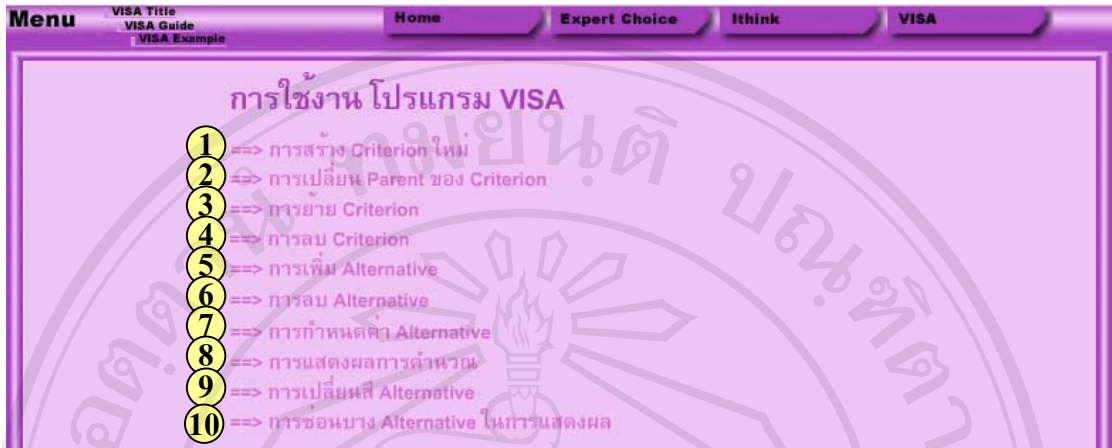 Menu VISA Title Home Expert Choice Ithink VISA
VISA Guide
VISA Example
การใช้งาน โปรแกรม VISA
1 ==> การสร้าง Criterion ใหม่
2 ==> การเปลี่ยน Parent ของ Criterion
3 ==> การย้าย Criterion
4 ==> การลบ Criterion
5 ==> การเพิ่ม Alternative
6 ==> การลบ Alternative
7 ==> การกำหนดค่า Alternative
8 ==> การแสดงผลการคำนวณ
9 ==> การเปลี่ยนสี Alternative
10 ==> การซ่อนบาง Alternative ในการแสดงผล